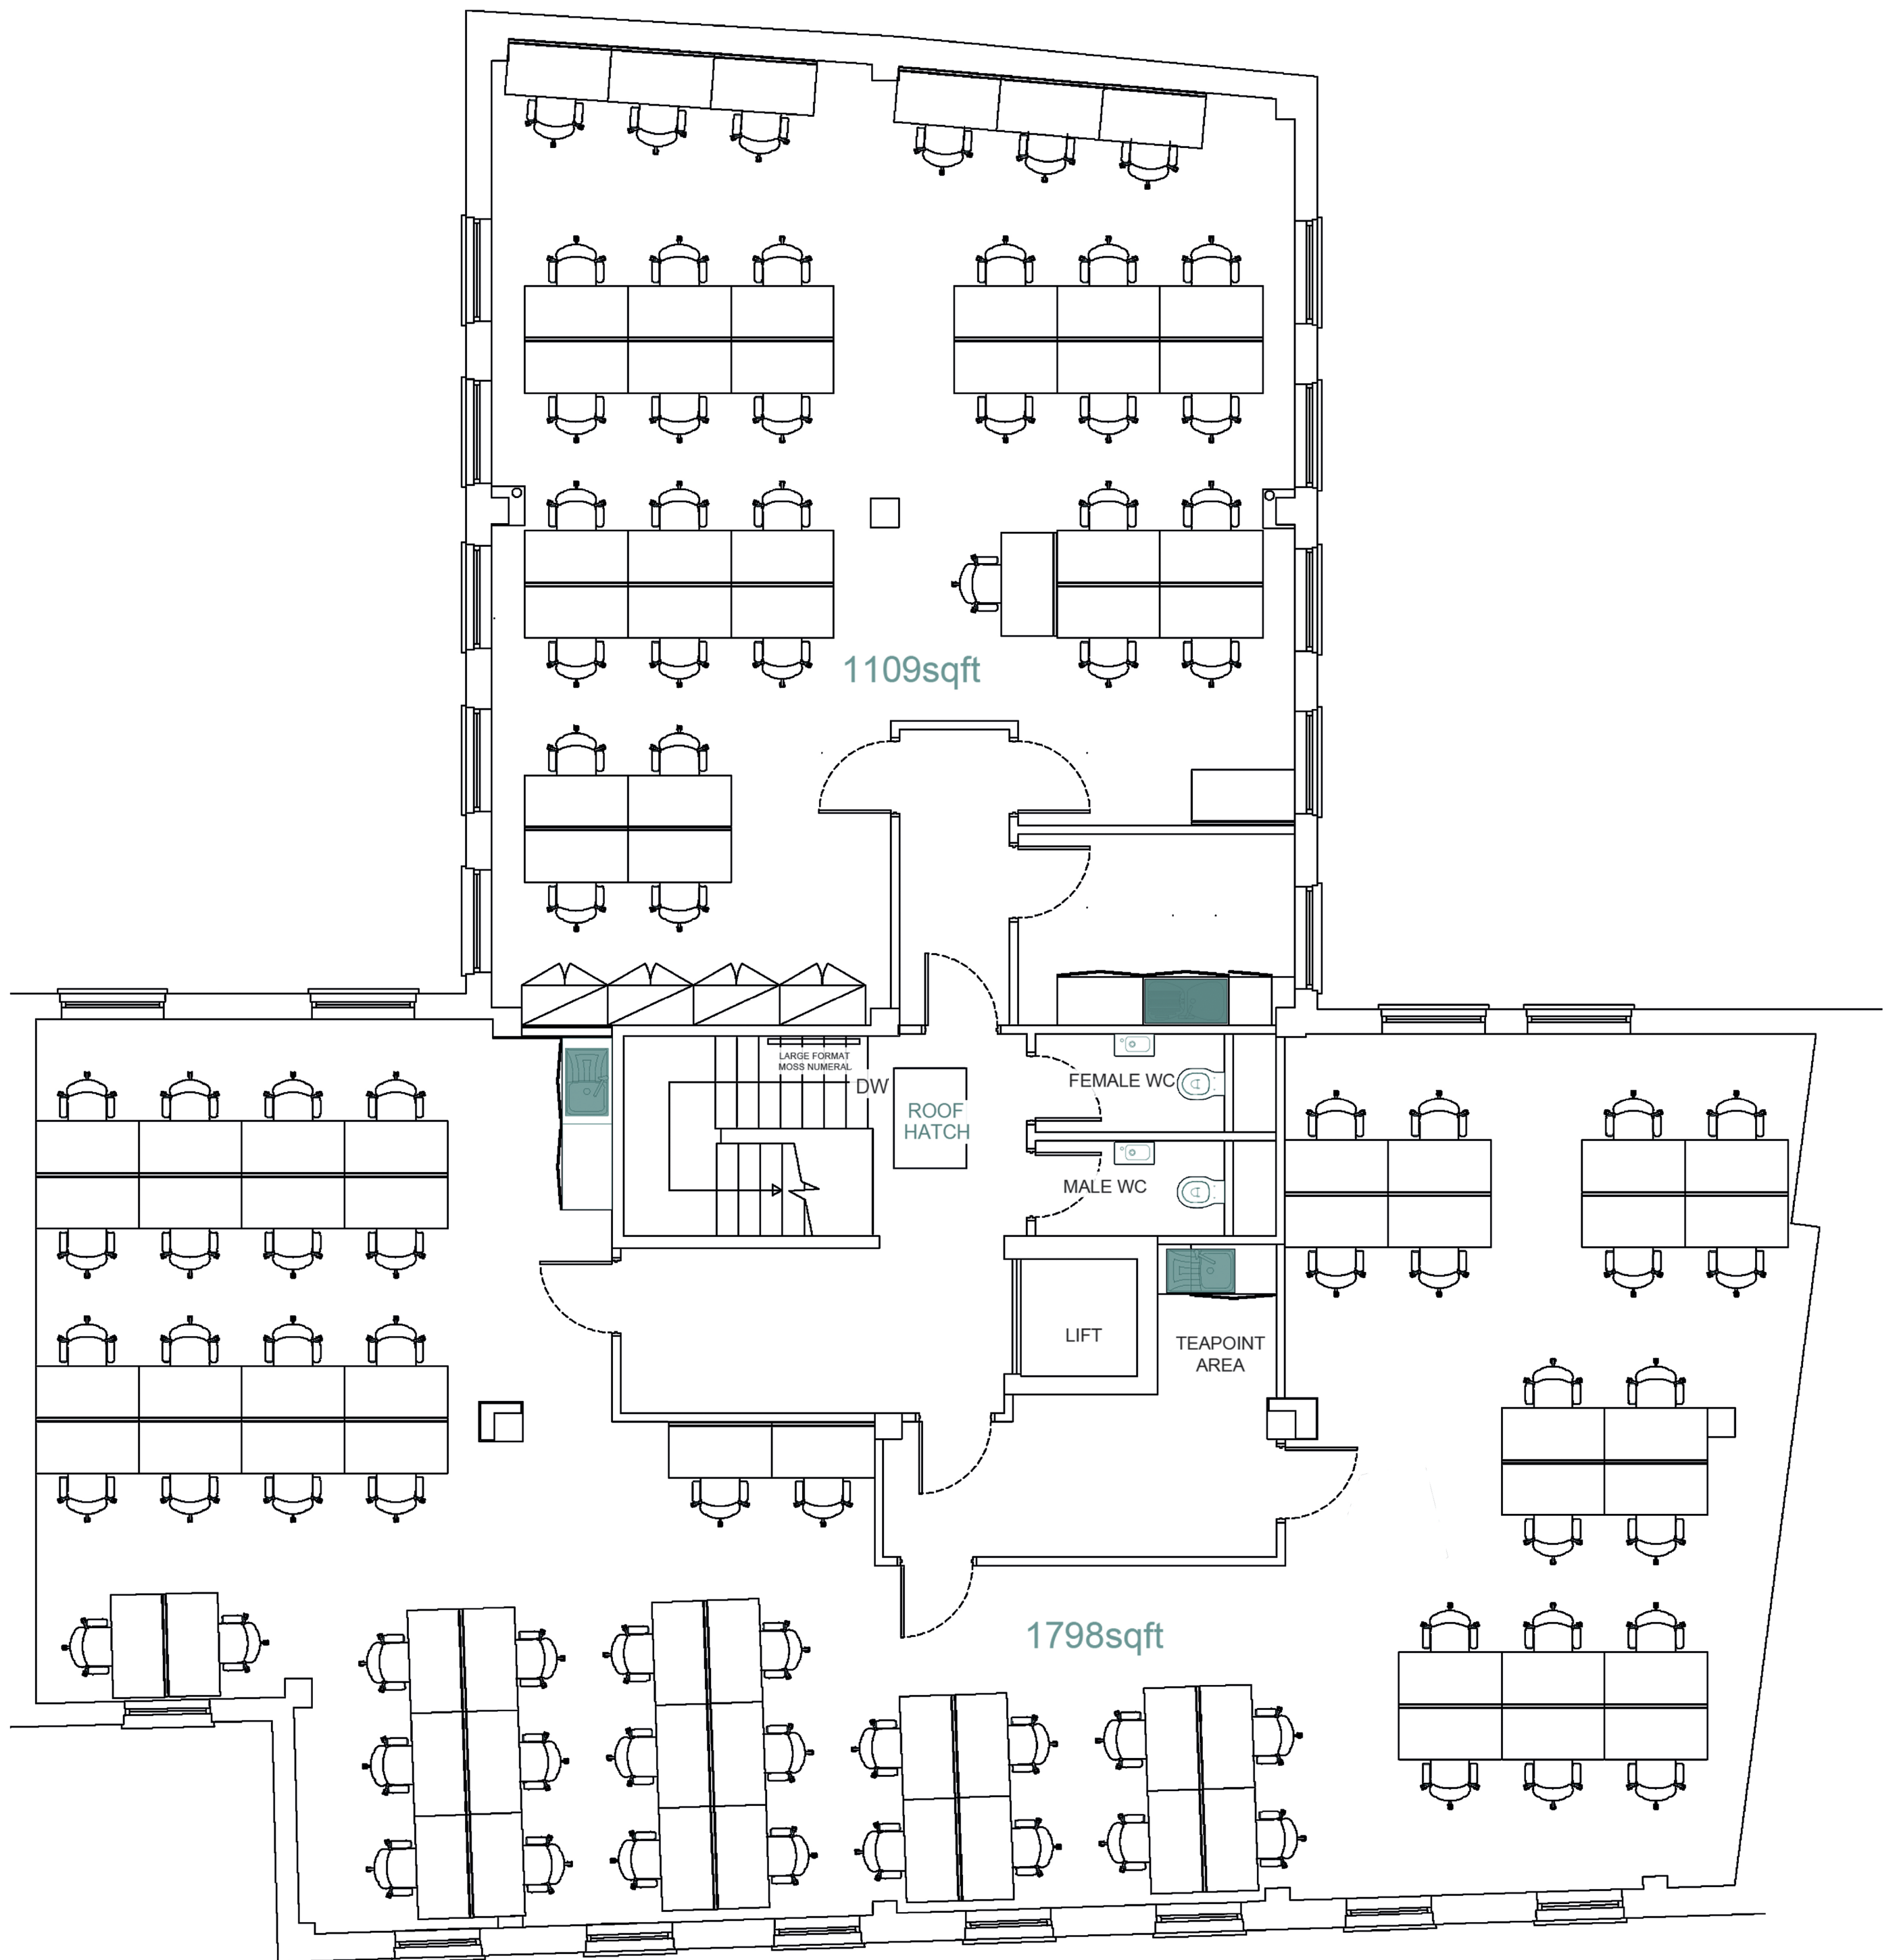 1109sqft
LARGE FORMAT
MOSS NUMERAL
DW
ROOF
HATCH
FEMALE WC
MALE WC
LIFT
TEAPOINT
AREA
1798sqft